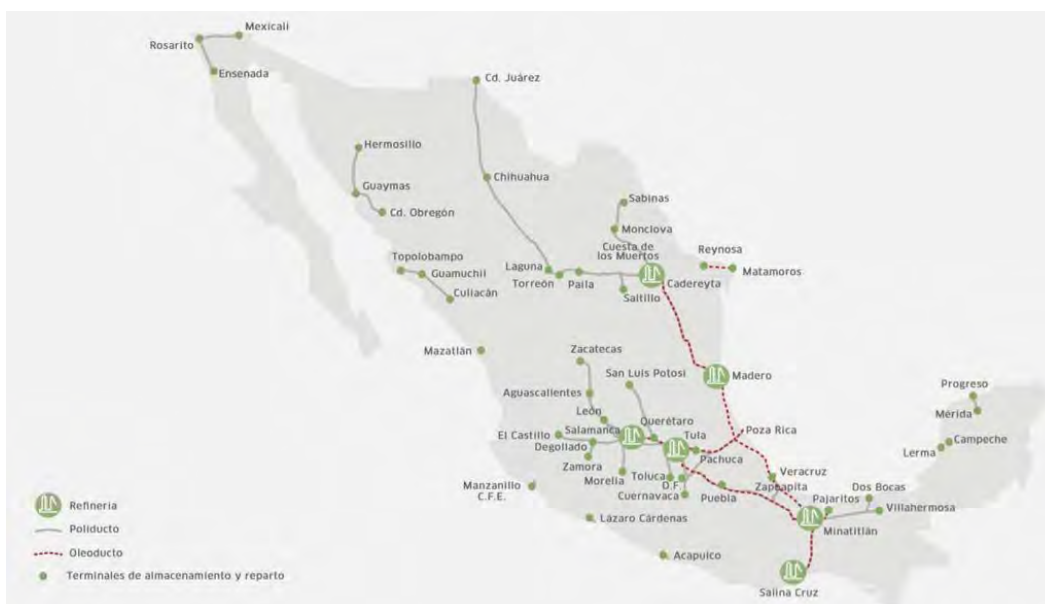 Mexicali
Rosarito
Ensenada
Cd. Juárez
Hermosillo
Chihuahua
Guaymas
Cd. Obregón
Sabinas
Monclova
Cuesta de
los Muertos
Reynosa
Matamoros
Topolobampo
Guamuchil
Culiacán
Laguna
Torreón
Paila
Saltillo
Cadereyta
Mazatlán
Zacatecas
San Luis Potosi
Madero
Aguascalientes
León
Progreso
Mérida
El Castillo
Salamanca
Querétaro
Tula
Poza Rica
Campeche
Lerma
Degollado
Zamora
Morelia
Toluca
D.F.
Pachuca
Cuernavaca
Puebla
Veracruz
Zapoapita
Dos Bocas
Pajaritos
Villahermosa
Minatitlán
Manzanillo
C.F.E.
Lázaro Cárdenas
Acapulco
Salina Cruz
Refinería
Poliducto
Oleoducto
Terminales de almacenamiento y reparto